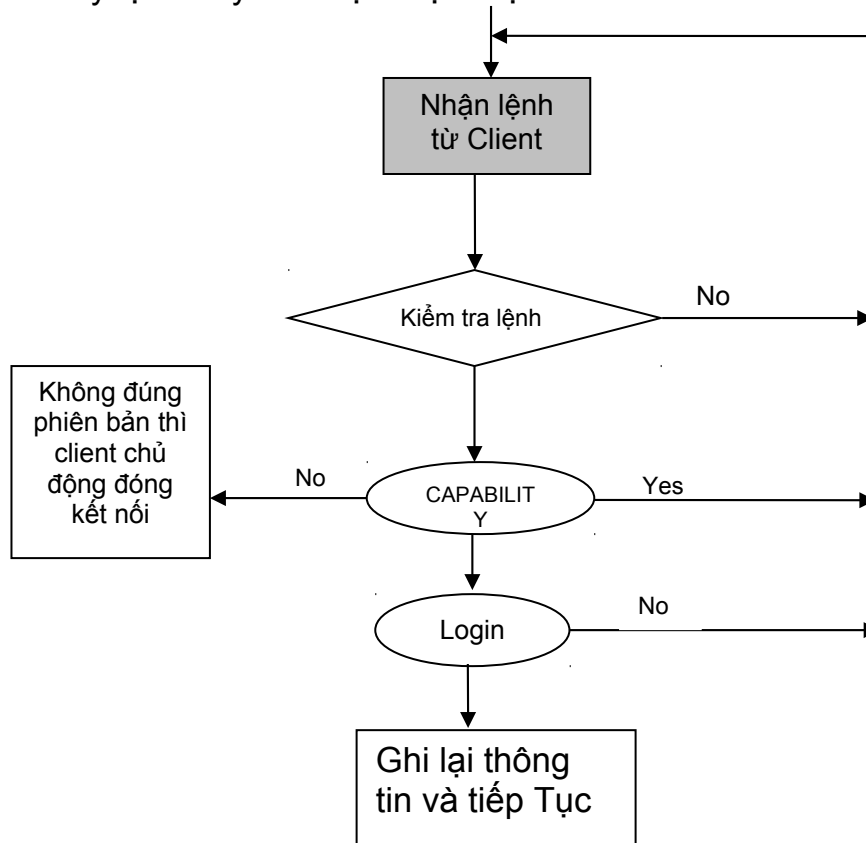 Nhận lệnh
từ Client
Kiểm tra lệnh
No
Không đúng
phiên bản thì
client chủ
động đóng
kết nối
No
CAPABILIT
Y
Yes
Login
No
Ghi lại thông
tin và tiếp Tục